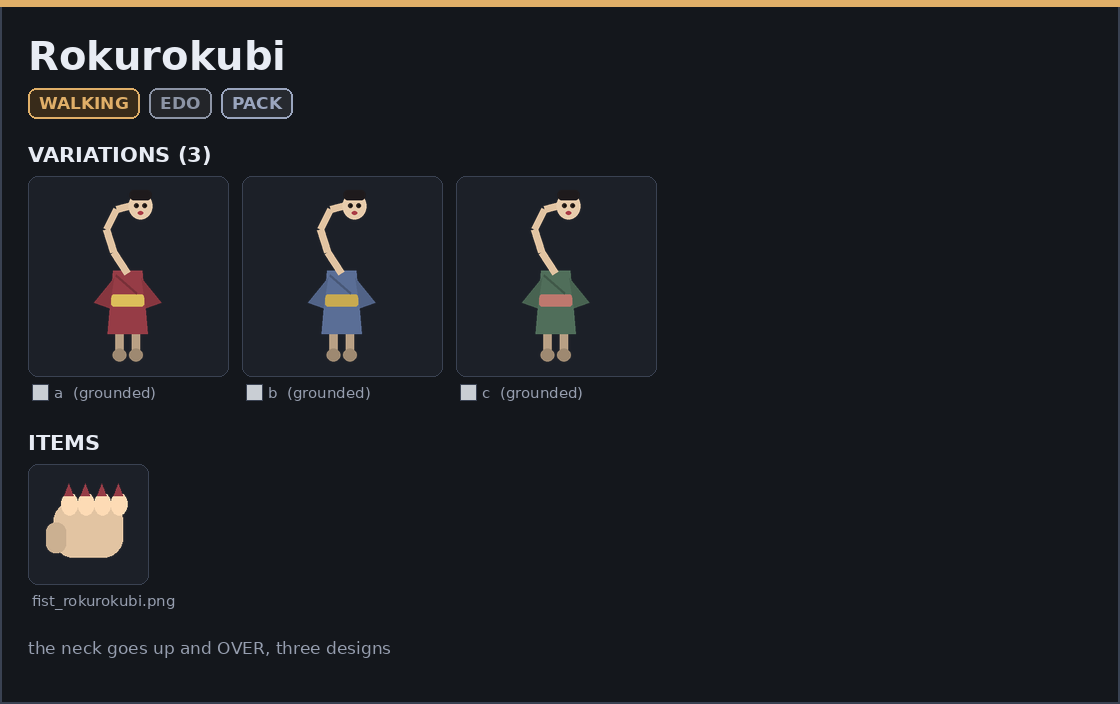 Rokurokubi
WALKING EDO PACK
VARIATIONS (3)
a (grounded) b (grounded) c (grounded)
ITEMS
fist_rokurokubi.png
the neck goes up and OVER, three designs